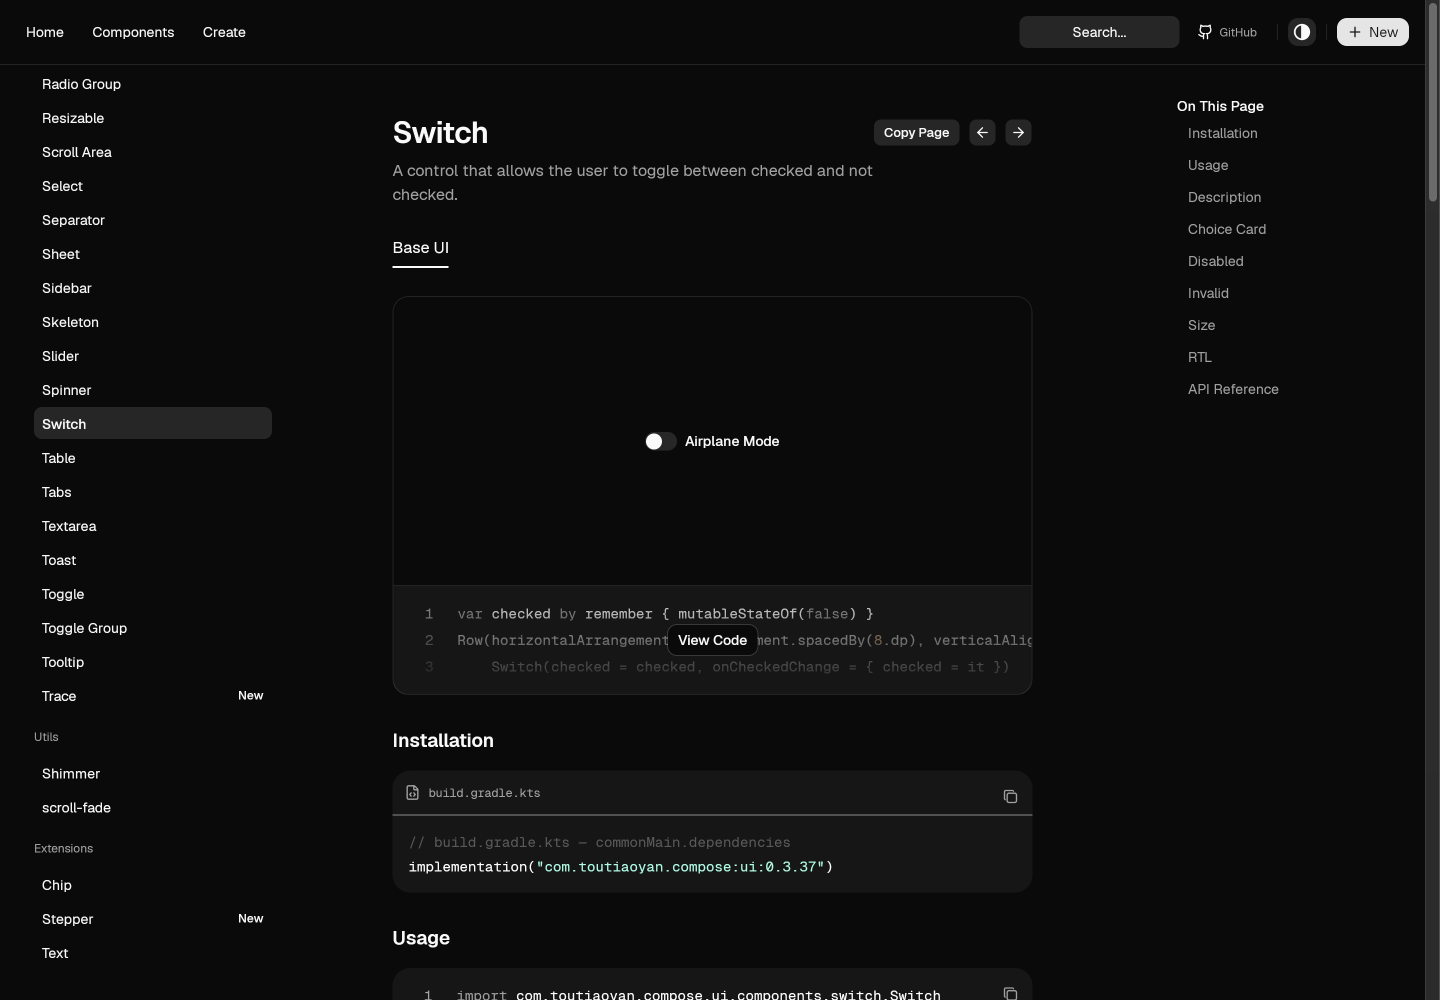 Home
Components
Create
Search...
GitHub
New
Radio Group
Resizable
Scroll Area
Select
Separator
Sheet
Sidebar
Skeleton
Slider
Spinner
Switch
Table
Tabs
Textarea
Toast
Toggle
Toggle Group
Tooltip
Trace New
Utils
Shimmer
scroll-fade
Extensions
Chip
Stepper New
Text
Switch
Copy Page
A control that allows the user to toggle between checked and not
checked.
Base UI
Airplane Mode
1 var checked by remember { mutableStateOf(false) }
2 Row(horizontalArrangement ment.spacedBy(8.dp), verticalAlig
View Code
3 Switch(checked = checked, onCheckedChange = { checked = it })
Installation
build.gradle.kts
// build.gradle.kts — commonMain.dependencies
implementation("com.toutiaoyan.compose:ui:0.3.37")
Usage
1 import com.toutiaoyan.compose.ui.components.switch.Switch
On This Page
Installation
Usage
Description
Choice Card
Disabled
Invalid
Size
RTL
API Reference